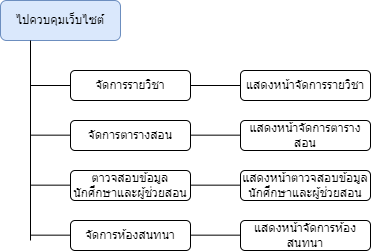 ไปควบคุมเว็บไซต์
จัดการรายวิชา
แสดงหน้าจัดการรายวิชา
จัดการตารางสอน
แสดงหน้าจัดการตาราง
สอน
ตาวจสอบข้อมูล
นักศึกษาและผู้ช่วยสอน
แสดงหน้าตาวจสอบข้อมูล
นักศึกษาและผู้ช่วยสอน
จัดการห้องสนทนา
แสดงหน้าจัดการห้อง
สนทนา